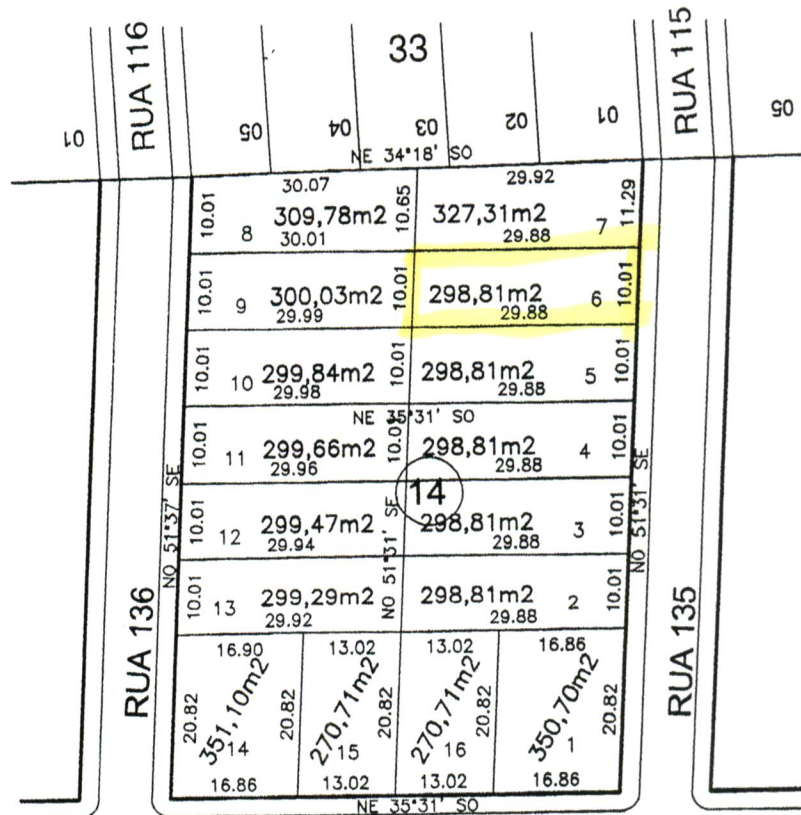 33
RUA 116
RUA 115
01
05
04
03
02
01
05
NE 34°18' SO
30.07
29.92
10.01
8
309,78m2
30.01
10.65
327,31m2
29.88
7
11.29
10.01
9
300,03m2
29.99
10.01
298,81m2
29.88
6
10.01
10.01
10
299,84m2
29.98
10.01
298,81m2
29.88
5
10.01
NE 35°31' SO
10.01
11
299,66m2
29.96
10.01
298,81m2
29.88
4
10.01
14
NO 51°37' SE
NO 51°31' SE
NO 51°31' SE
10.01
12
299,47m2
29.94
298,81m2
29.88
3
10.01
10.01
13
299,29m2
29.92
298,81m2
29.88
2
10.01
RUA 136
RUA 135
16.90
13.02
13.02
16.86
20.82
351,10m2
14
20.82
270,71m2
15
20.82
270,71m2
16
350,70m2
1
20.82
16.86
13.02
13.02
16.86
NE 35°31' SO